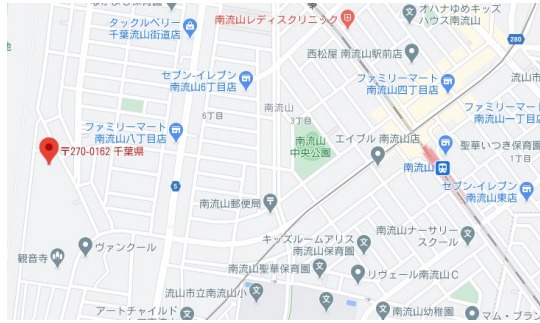 タックルベリー
千葉流山街道店
南流山レディスクリニック
オハナゆめキッズ
ハウス南流山
西松屋 南流山駅前店
280
セブン-イレブン
南流山6丁目店
ファミリーマート
南流山四丁目店
流山市
南流山
ファミリーマート
南流山一丁目店
6丁目
3丁目
ファミリーマート
南流山八丁目店
南流山
中央公園
エイブル 南流山店
聖華いつき保育園
1丁目
〒270-0162 千葉県
南流山
5
セブン-イレブン
南流山東店
南流山郵便局
南流山ナーサリー
スクール
キッズルームアリス
南流山保育園
ヴァンクール
観音寺
南流山聖華保育園
リヴェール南流山C
流山市立南流山小
アートチャイルド
南流山幼稚園
マム・ブラン